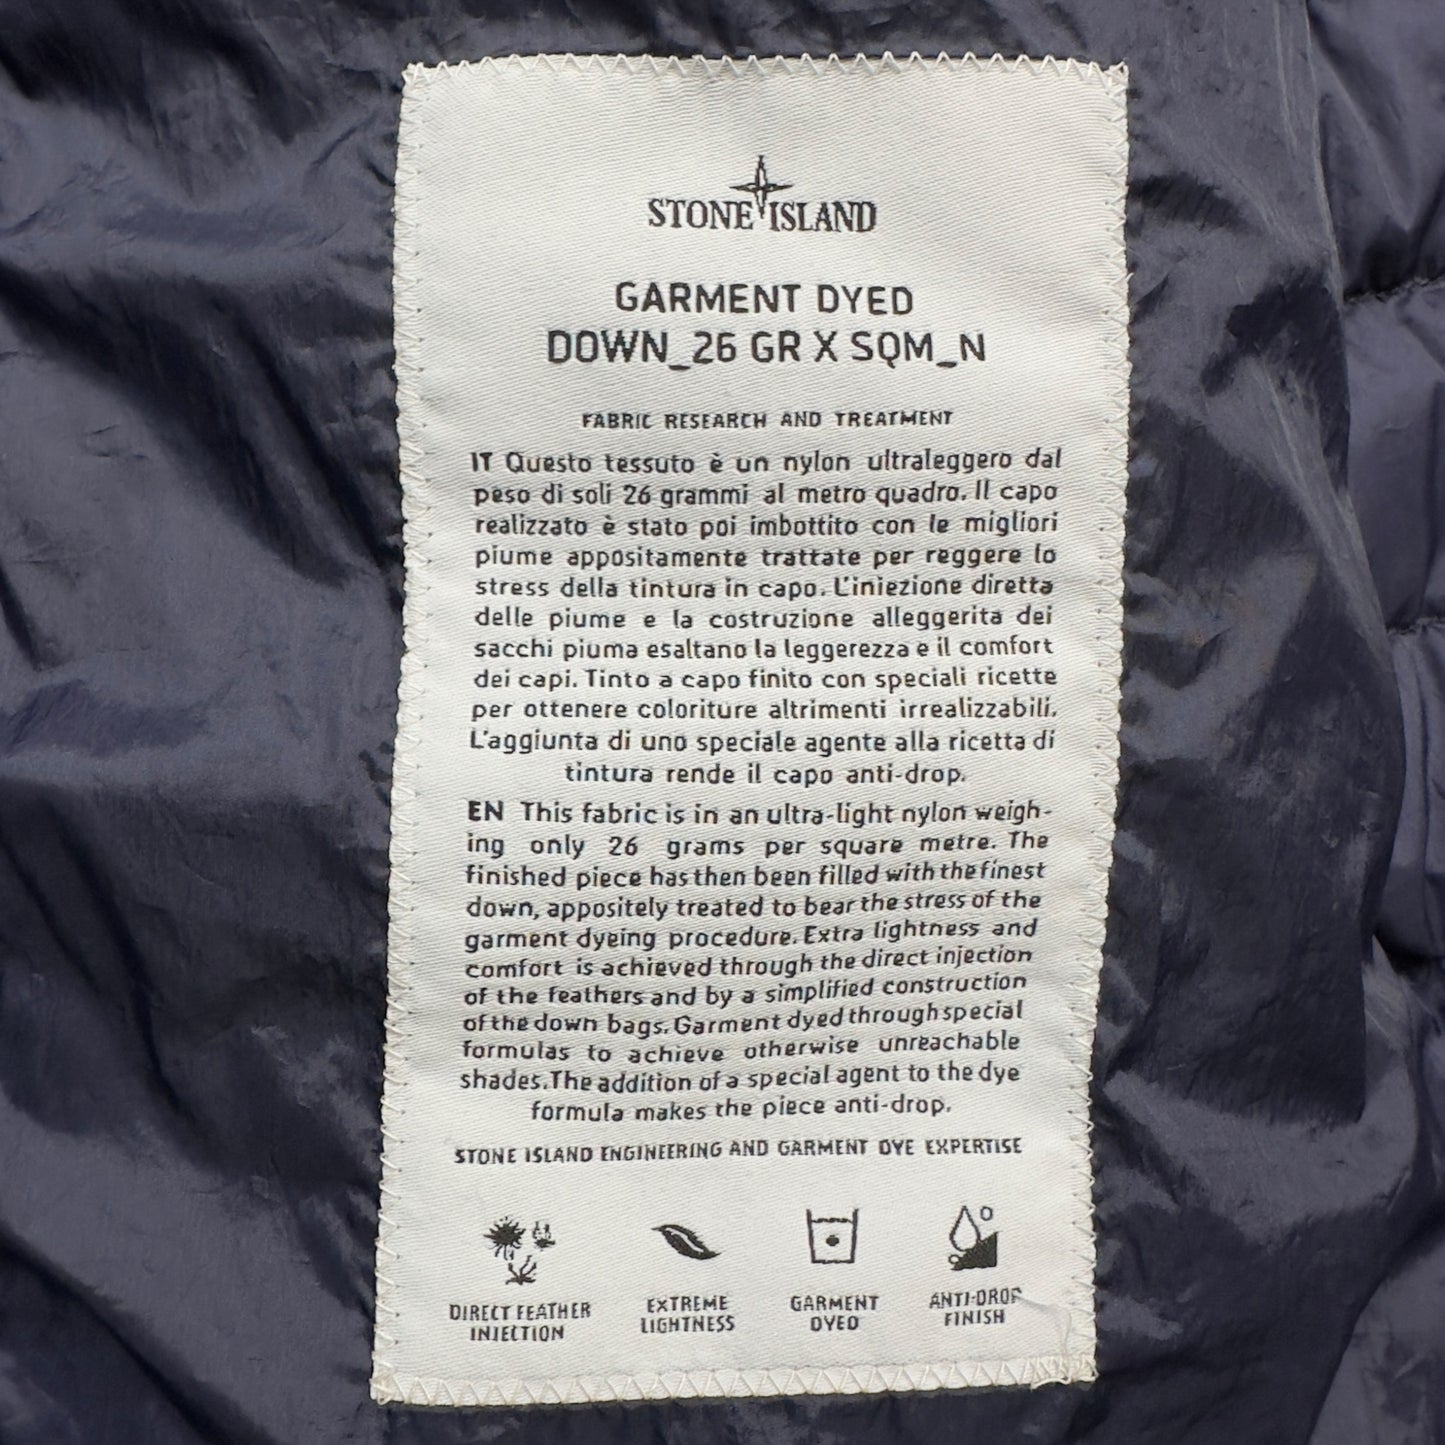 STONE ISLAND
GARMENT DYED
DOWN_26 GR X SQM_N
FABRIC RESEARCH AND TREATMENT
IT Questo tessuto è un nylon ultraleggero dal
peso di soli 26 grammi al metro quadro. Il capo
realizzato è stato poi imbottito con le migliori
piume appositamente trattate per reggere lo
stress della tintura in capo. L'iniezione diretta
delle piume e la costruzione alleggerita dei
sacchi piuma esaltano la leggerezza e il comfort
dei capi. Tinto a capo finito con speciali ricette
per ottenere coloriture altrimenti irrealizzabili.
L'aggiunta di uno speciale agente alla ricetta di
tintura rende il capo anti-drop.
EN This fabric is in an ultra-light nylon weigh-
ing only 26 grams per square metre. The
finished piece has then been filled with the finest
down, appositely treated to bear the stress of the
garment dyeing procedure. Extra lightness and
comfort is achieved through the direct injection
of the feathers and by a simplified construction
of the down bags. Garment dyed through special
formulas to achieve otherwise unreachable
shades. The addition of a special agent to the dye
formula makes the piece anti-drop.
STONE ISLAND ENGINEERING AND GARMENT DYE EXPERTISE
DIRECT FEATHER
INJECTION
EXTREME
LIGHTNESS
GARMENT
DYED
ANTI-DROP
FINISH